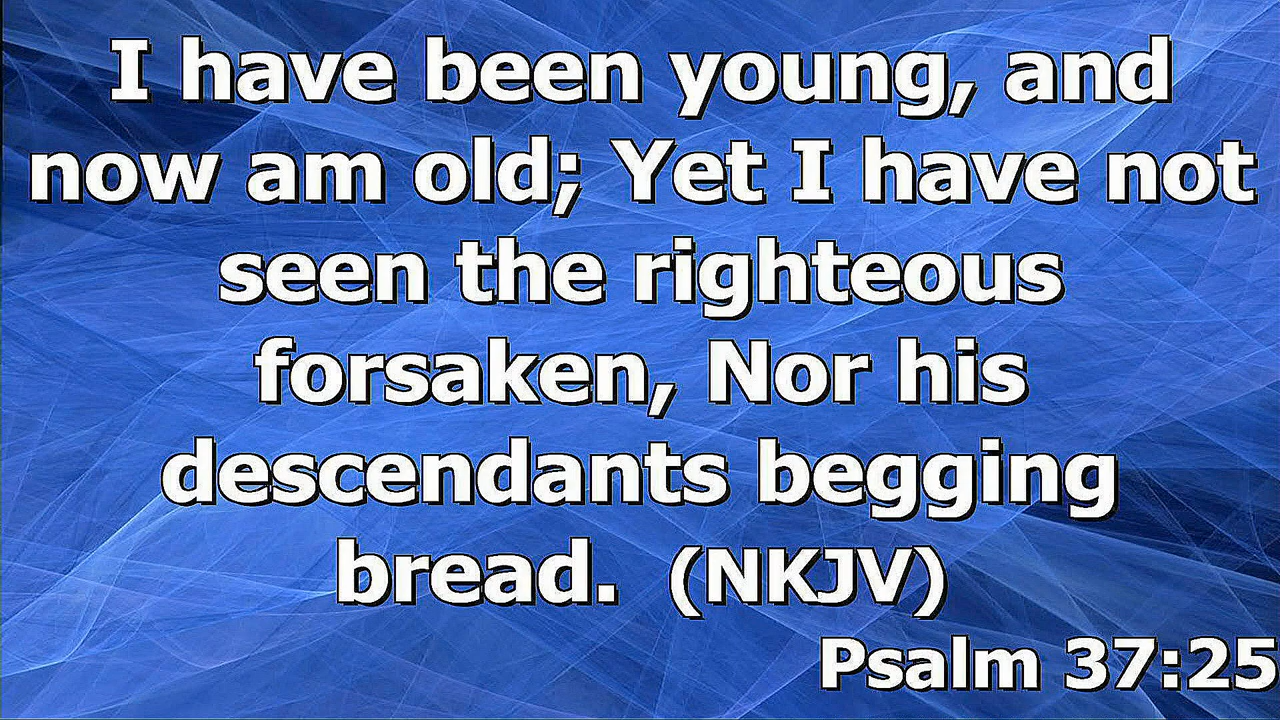 I have been young, and
now am old; Yet I have not
seen the righteous
forsaken, Nor his
descendants begging
bread. (NKJV)
Psalm 37:25